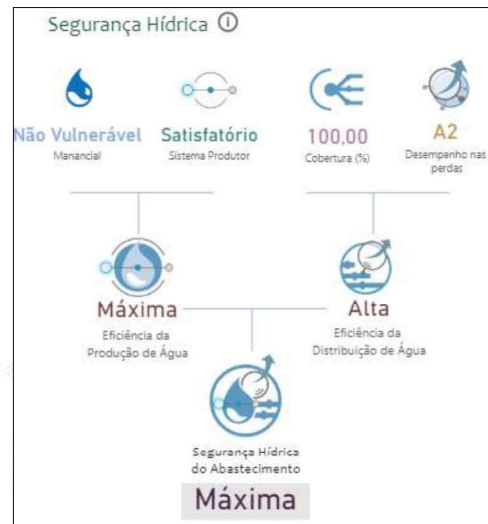 Segurança Hídrica ⓘ
Não Vulnerável
Manancial
Satisfatório
Sistema Produtor
100,00
Cobertura (%)
A2
Desempenho nas
perdas
Máxima
Eficiência da
Produção de Água
Alta
Eficiência da
Distribuição de Água
Segurança Hídrica
do Abastecimento
Máxima